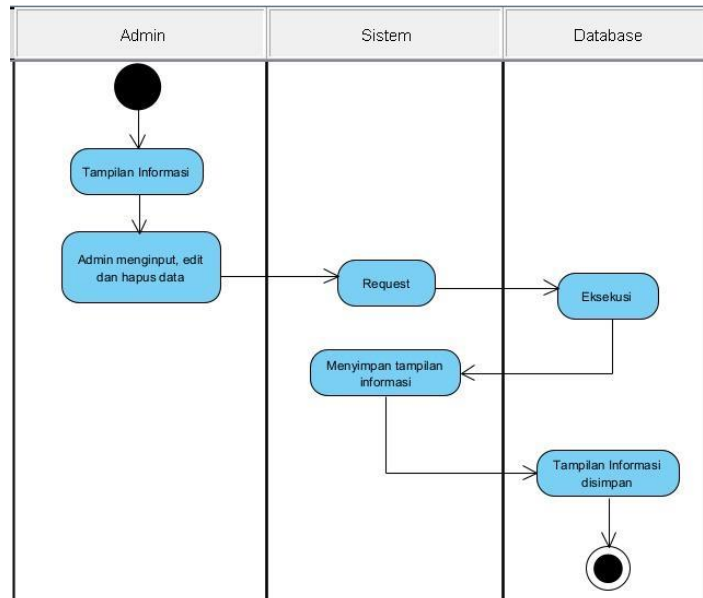 Admin
Sistem
Database
Tampilan Informasi
Admin menginput, edit
dan hapus data
Request
Eksekusi
Menyimpan tampilan
informasi
Tampilan Informasi
disimpan